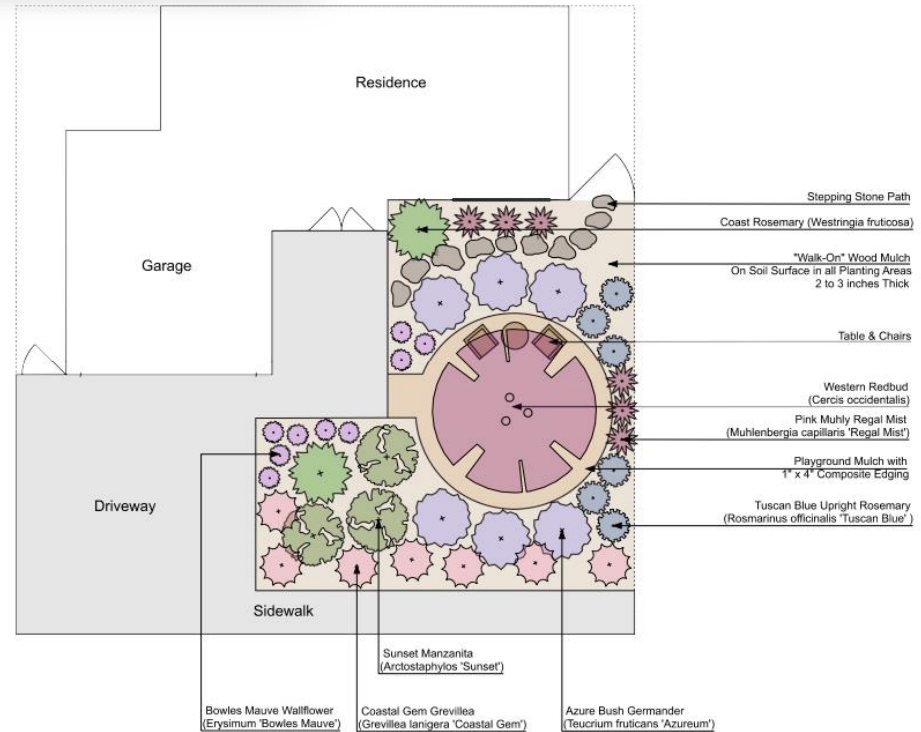 Residence
Stepping Stone Path
Coast Rosemary (Westringia fruticosa)
"Walk-On" Wood Mulch
On Soil Surface in all Planting Areas
2 to 3 inches Thick
Garage
Table & Chairs
Western Redbud
(Cercis occidentalis)
Pink Muhly Regal Mist
(Muhlenbergia capillaris 'Regal Mist')
Playground Mulch with
1" x 4" Composite Edging
Driveway
Tuscan Blue Upright Rosemary
(Rosmarinus officinalis 'Tuscan Blue' )
Sidewalk
Sunset Manzanita
(Arctostaphylos 'Sunset')
Bowles Mauve Wallflower
(Erysimum 'Bowles Mauve')
Coastal Gem Grevillea
(Grevillea lanigera 'Coastal Gem')
Azure Bush Germander
(Teucrium fruticans 'Azureum')